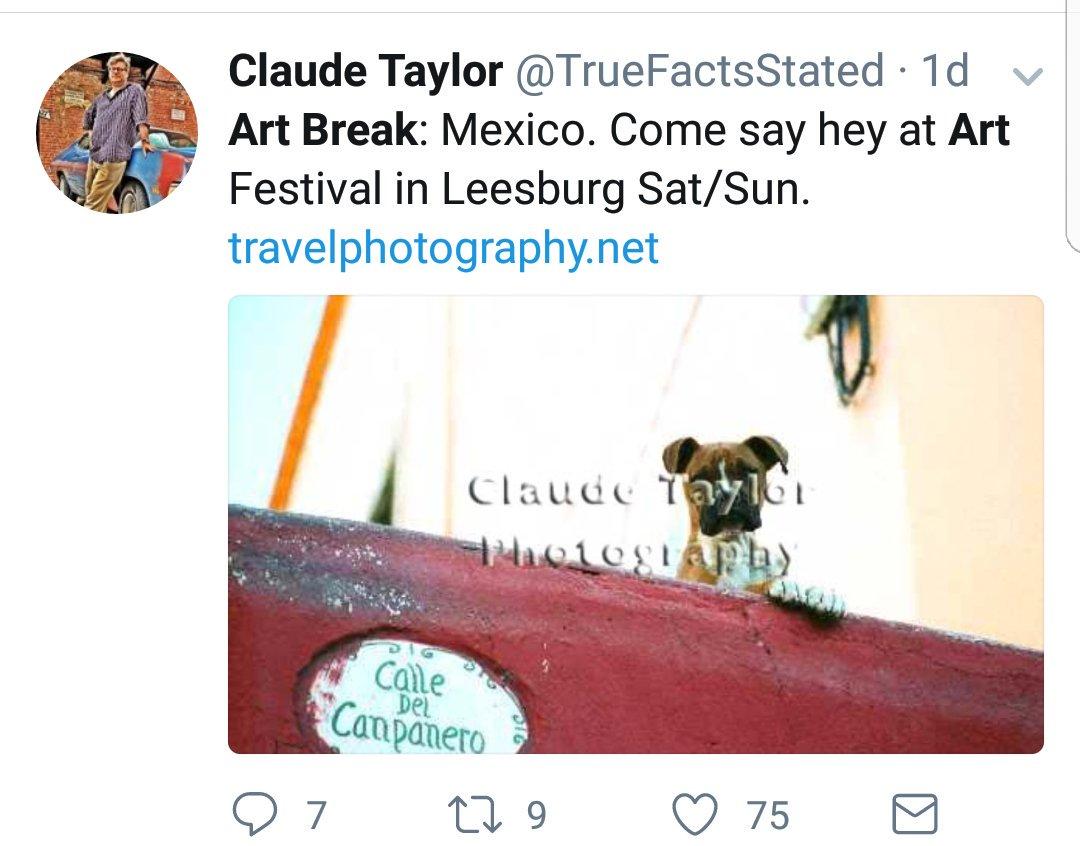 Claude Taylor @TrueFactsStated · 1d
Art Break: Mexico. Come say hey at Art
Festival in Leesburg Sat/Sun.
travelphotography.net
Claude Taylor
Photography
Calle
Del
Canpanero
7 9 75